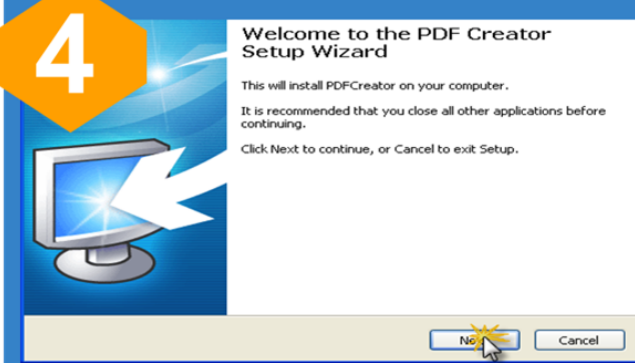 4
Welcome to the PDF Creator
Setup Wizard
This will install PDFCreator on your computer.
It is recommended that you close all other applications before
continuing.
Click Next to continue, or Cancel to exit Setup.
Cancel